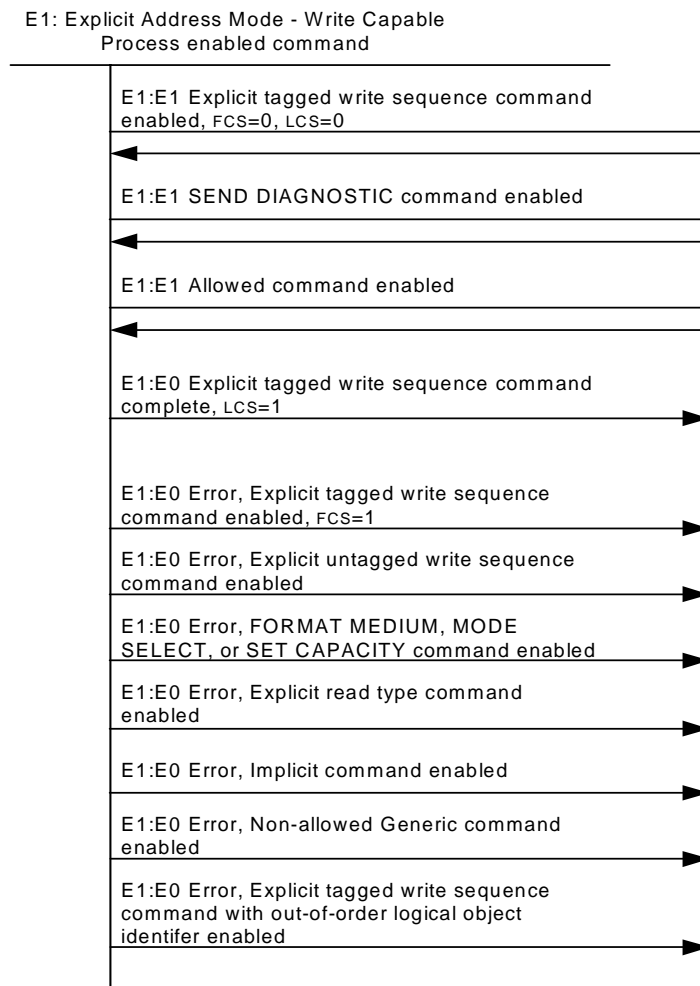 E1: Explicit Address Mode - Write Capable
Process enabled command
E1:E1 Explicit tagged write sequence command
enabled, FCS=0, LCS=0
E1:E1 SEND DIAGNOSTIC command enabled
E1:E1 Allowed command enabled
E1:E0 Explicit tagged write sequence command
complete, LCS=1
E1:E0 Error, Explicit tagged write sequence
command enabled, FCS=1
E1:E0 Error, Explicit untagged write sequence
command enabled
E1:E0 Error, FORMAT MEDIUM, MODE
SELECT, or SET CAPACITY command enabled
E1:E0 Error, Explicit read type command
enabled
E1:E0 Error, Implicit command enabled
E1:E0 Error, Non-allowed Generic command
enabled
E1:E0 Error, Explicit tagged write sequence
command with out-of-order logical object
identifer enabled